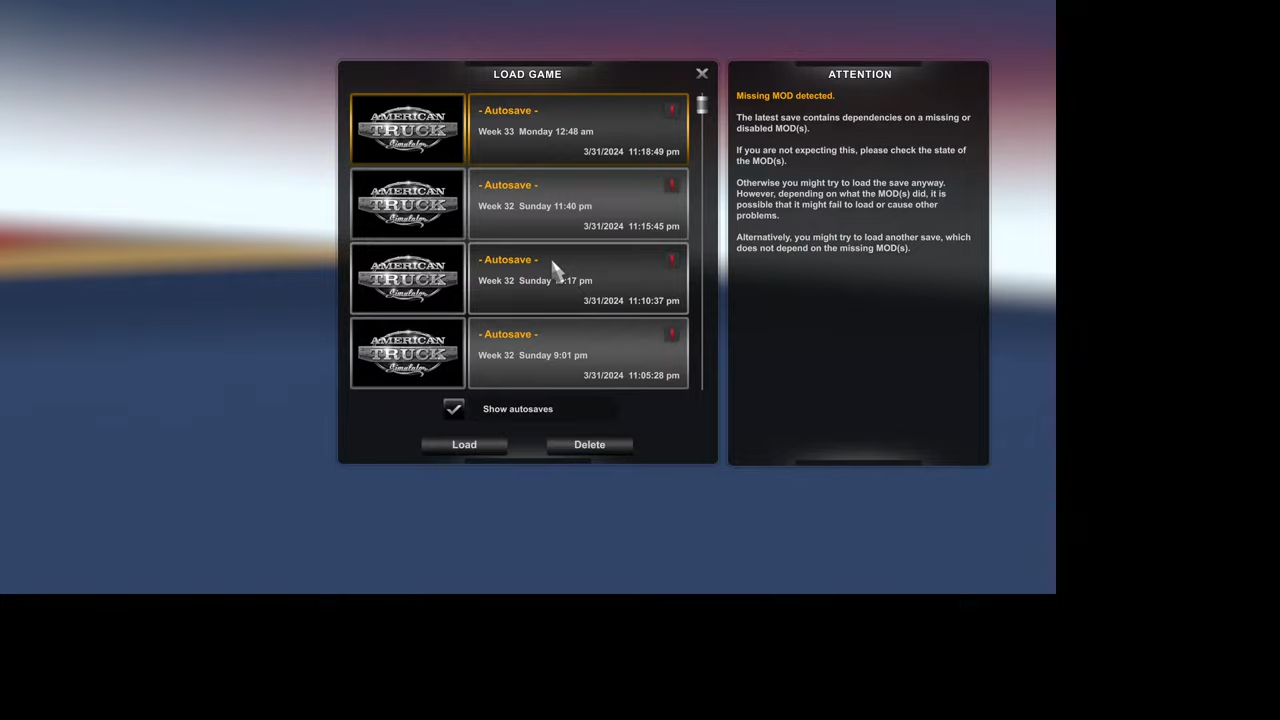 LOAD GAME
AMERICAN
TRUCK
Simulator
- Autosave -
Week 33 Monday 12:48 am
3/31/2024 11:18:49 pm
AMERICAN
TRUCK
Simulator
- Autosave -
Week 32 Sunday 11:40 pm
3/31/2024 11:15:45 pm
AMERICAN
TRUCK
Simulator
- Autosave -
Week 32 Sunday :17 pm
3/31/2024 11:10:37 pm
AMERICAN
TRUCK
Simulator
- Autosave -
Week 32 Sunday 9:01 pm
3/31/2024 11:05:28 pm
Show autosaves
Load
Delete
ATTENTION
Missing MOD detected.
The latest save contains dependencies on a missing or
disabled MOD(s).
If you are not expecting this, please check the state of
the MOD(s).
Otherwise you might try to load the save anyway.
However, depending on what the MOD(s) did, it is
possible that it might fail to load or cause other
problems.
Alternatively, you might try to load another save, which
does not depend on the missing MOD(s).